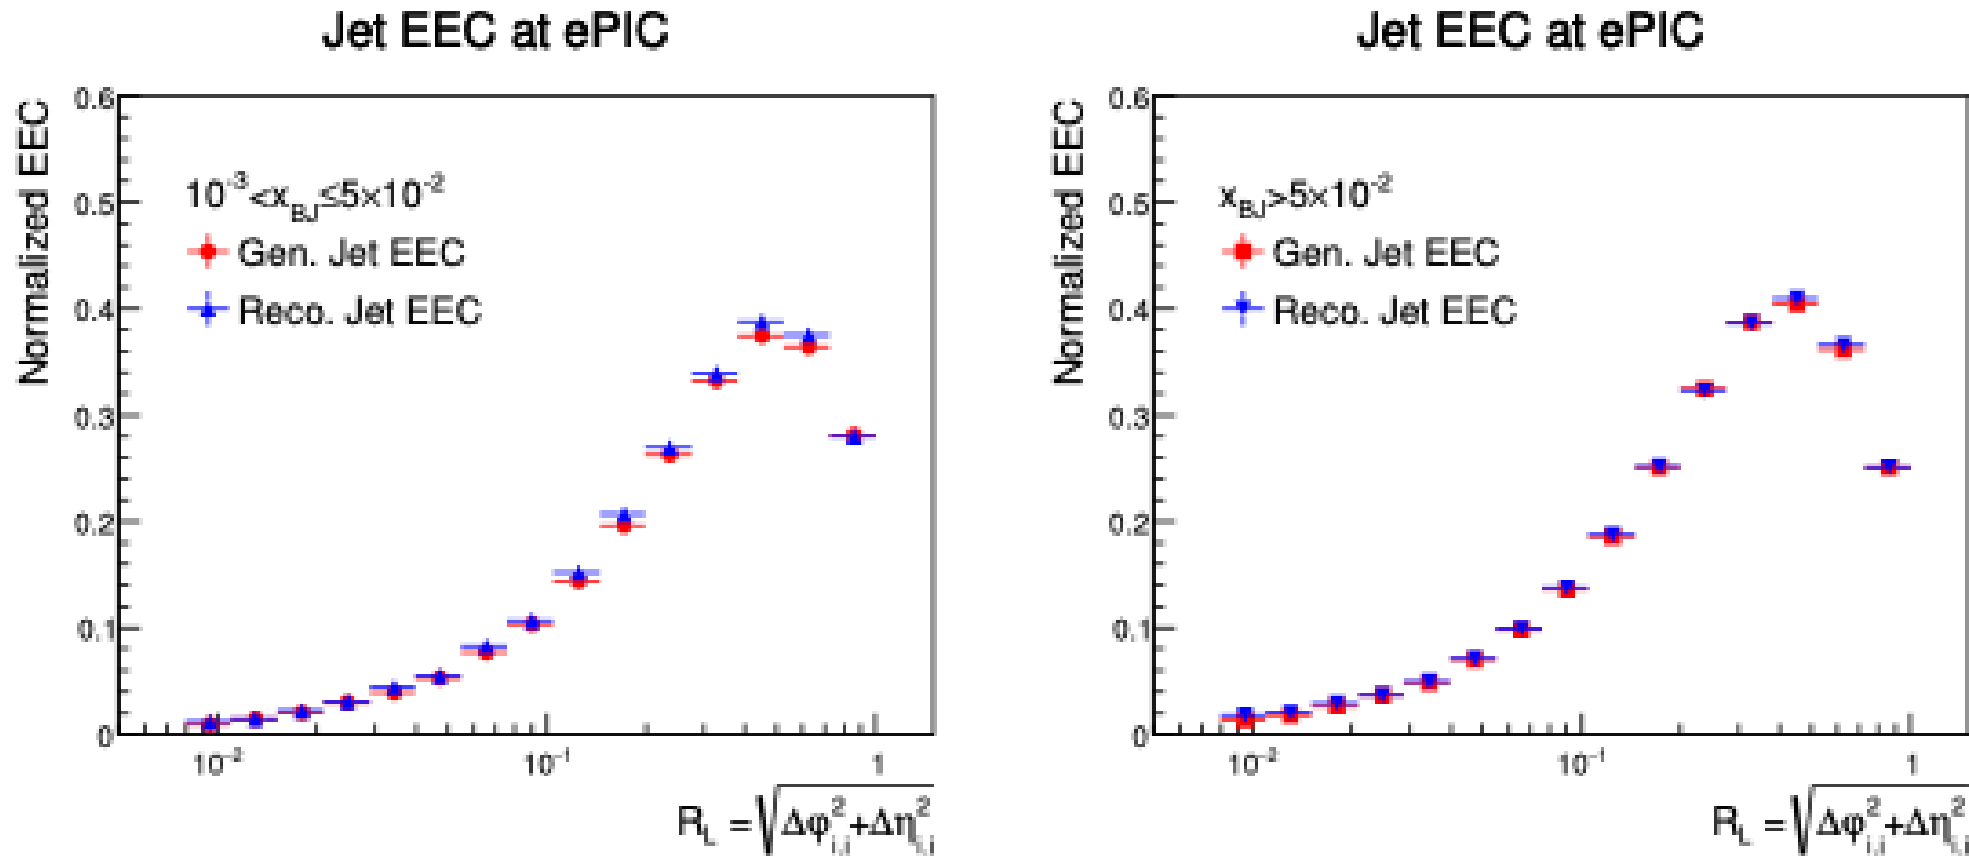 Jet EEC at ePIC
Normalized EEC
0.6
0.5
0.4
0.3
0.2
0.1
0
10⁻³<x_BJ≤5×10⁻²
Gen. Jet EEC
Reco. Jet EEC
10⁻² 10⁻¹ 1
R_L = √Δφ²_i,j+Δη²_i,j
Jet EEC at ePIC
Normalized EEC
0.6
0.5
0.4
0.3
0.2
0.1
0
x_BJ>5×10⁻²
Gen. Jet EEC
Reco. Jet EEC
10⁻² 10⁻¹ 1
R_L = √Δφ²_i,j+Δη²_i,j